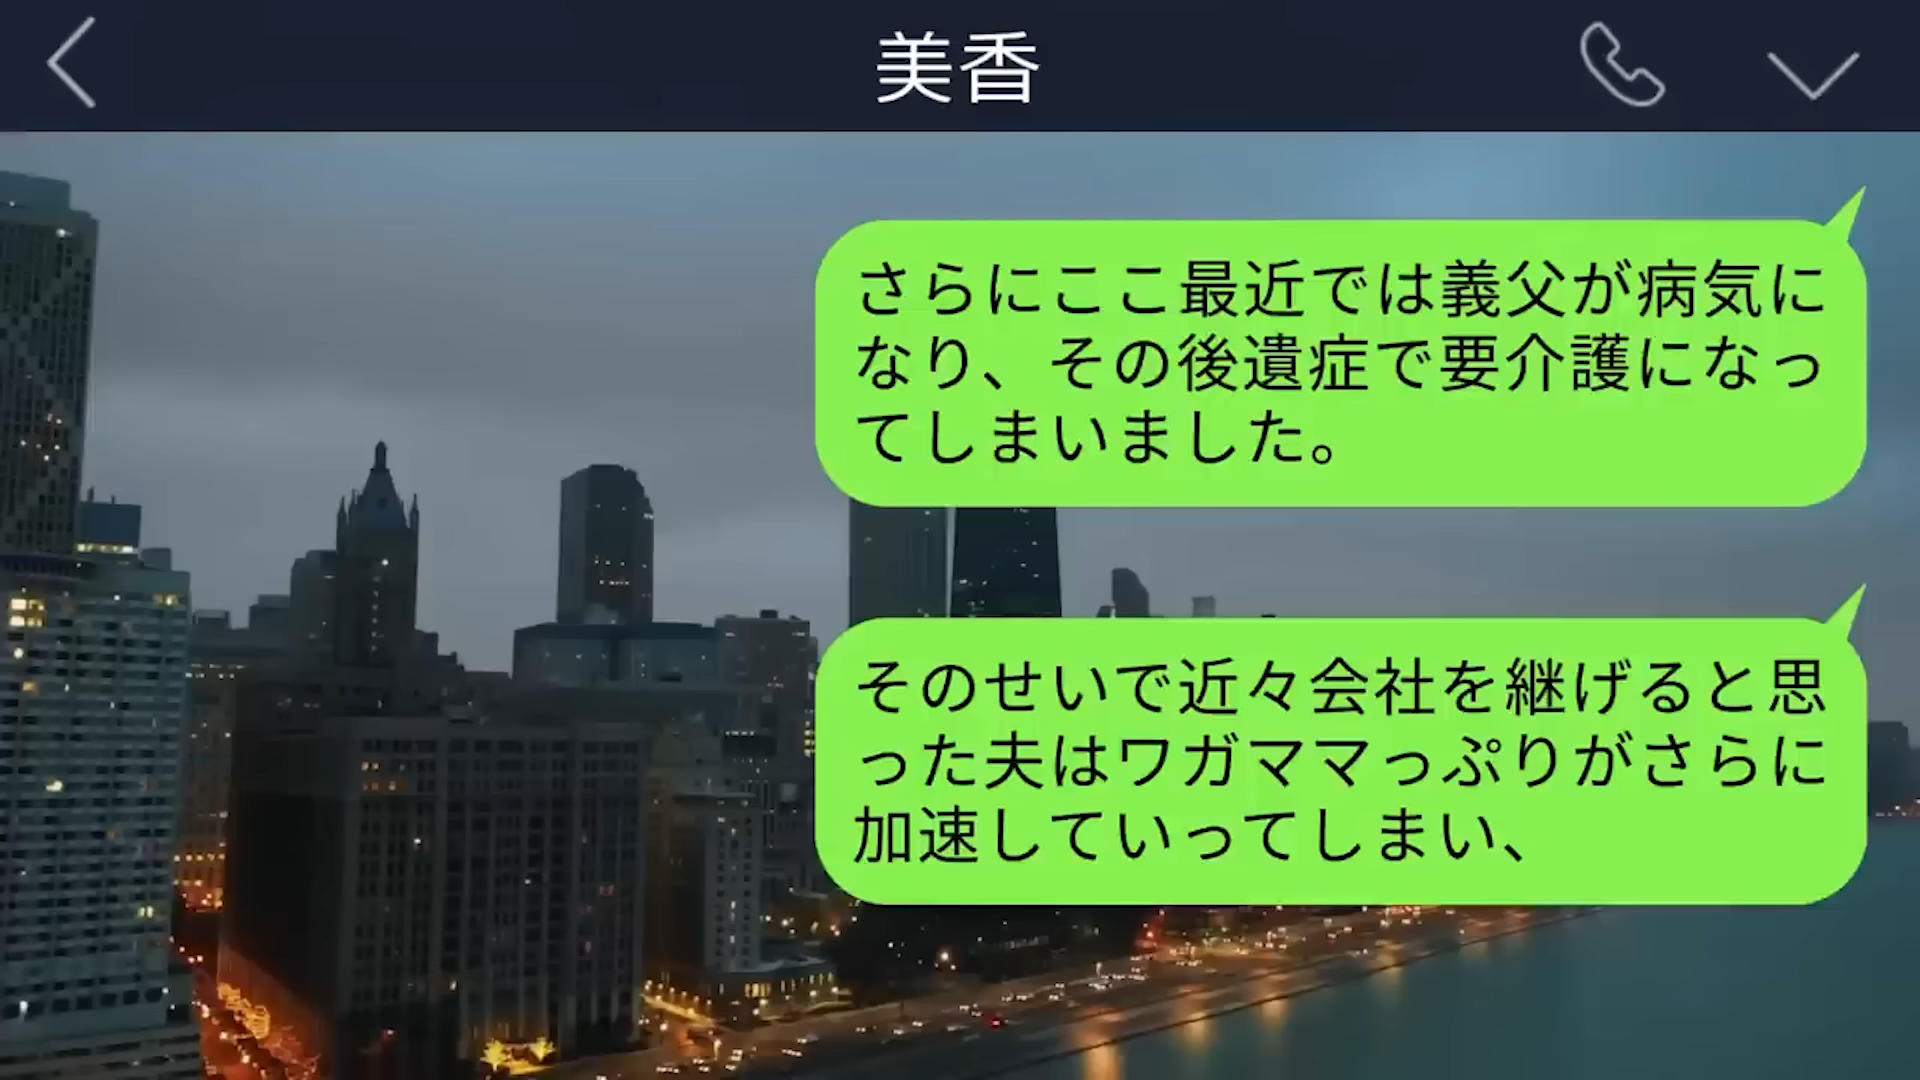 美香
さらにここ最近では義父が病気に
なり、その後遺症で要介護になっ
てしまいました。
そのせいで近々会社を継げると思
った夫はワガママっぷりがさらに
加速していってしまい、